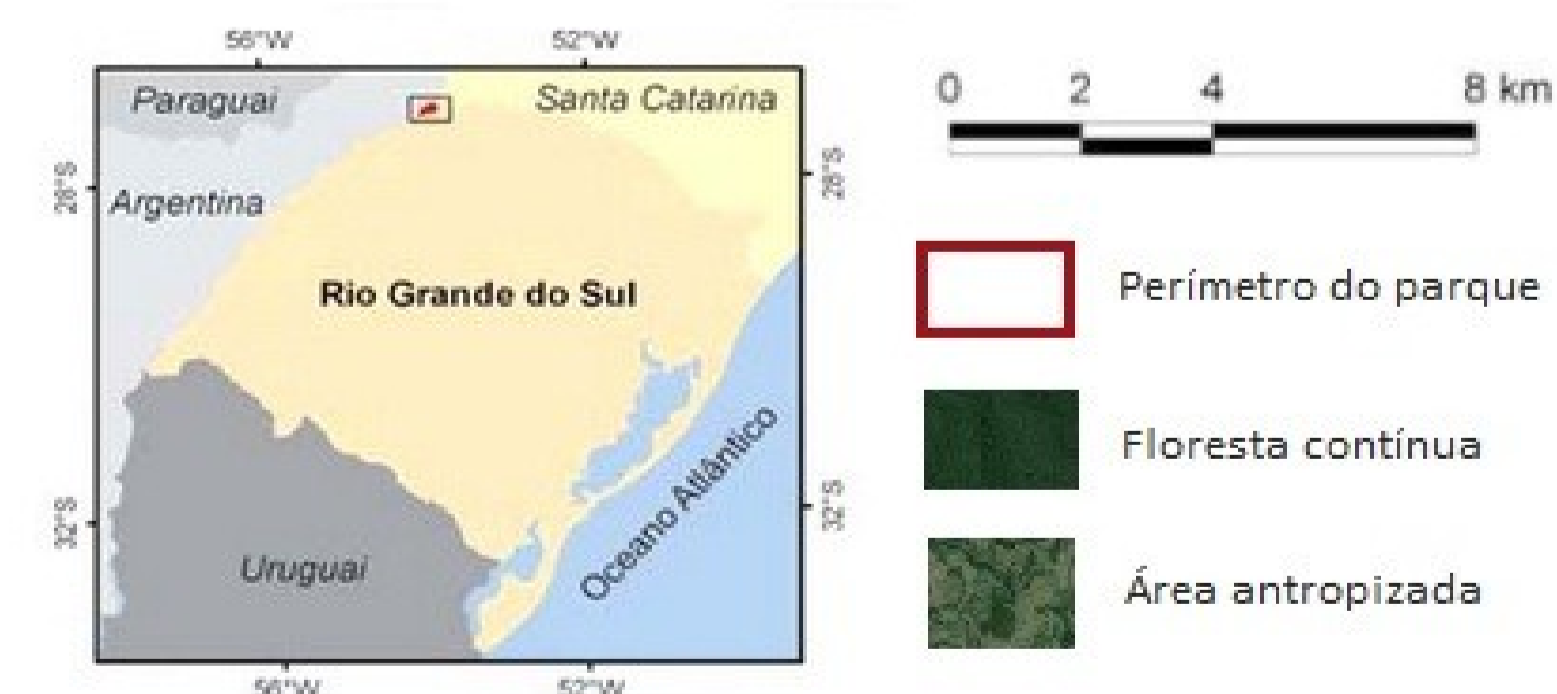 56°W 52°W
Paraguai
Santa Catarina
28°S
28°S
Argentina
Rio Grande do Sul
Oceano Atlântico
32°S
32°S
Uruguai
56°W 52°W
0 2 4 8 km
Perímetro do parque
Floresta contínua
Área antropizada